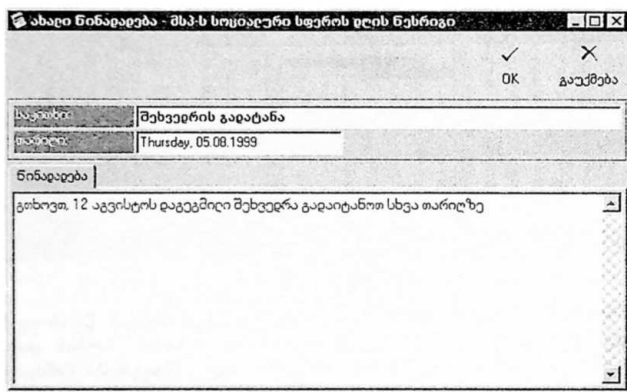 ახალი წინადადება - მსპ-ს სოციალური სფეროს დღის წესრიგი
OK
გაუქმება
საკითხი: შეხვედრის გადატანა
თარიღი: Thursday, 05.08.1999
წინადადება
გთხოვთ, 12 აგვისტოს დაგეგმილი შეხვედრა გადაიტანოთ სხვა თარიღზე